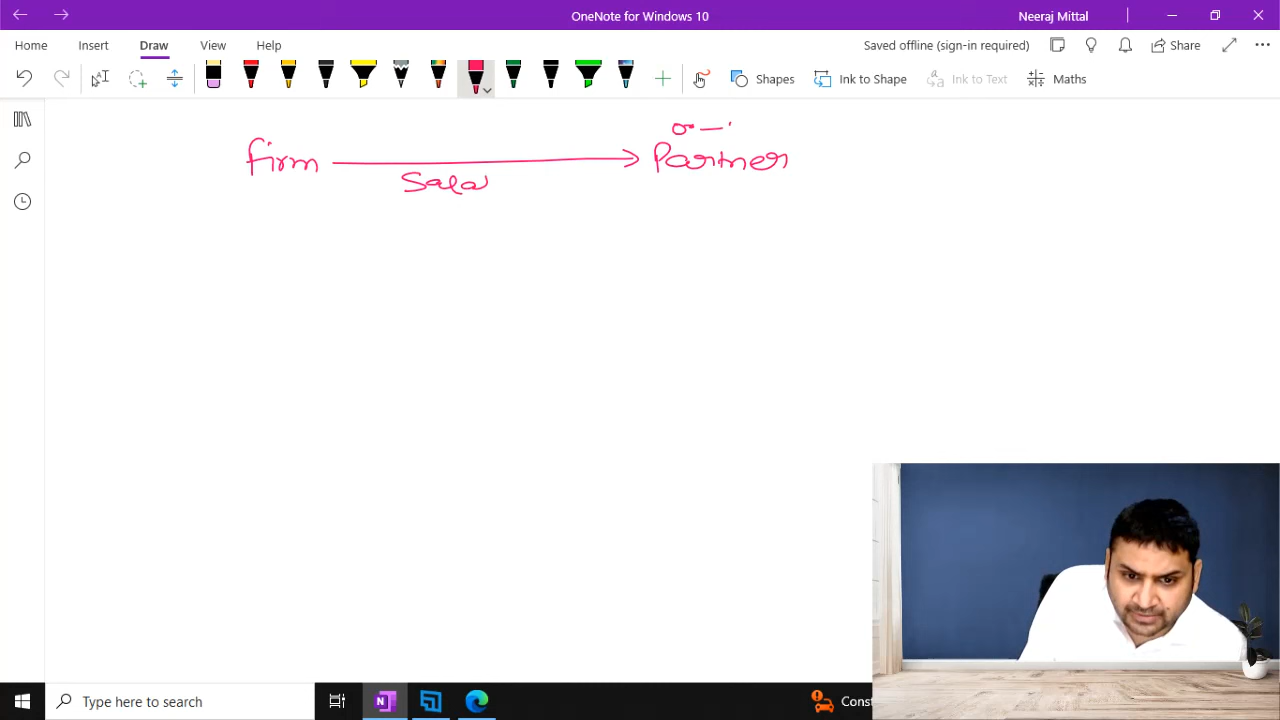 OneNote for Windows 10
Neeraj Mittal
Home Insert Draw View Help
Saved offline (sign-in required)
Share
Shapes
Ink to Shape
Ink to Text
Maths
firm
Partner
Sala
Type here to search
Const